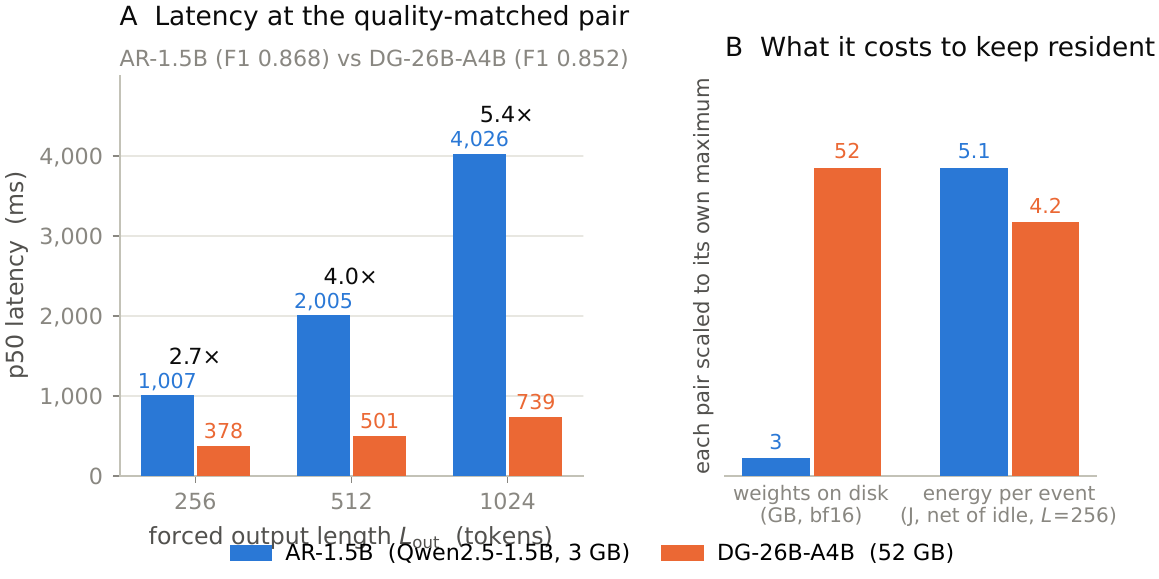 A Latency at the quality-matched pair
AR-1.5B (F1 0.868) vs DG-26B-A4B (F1 0.852)
p50 latency (ms)
4,000
3,000
2,000
1,000
0
2.7×
1,007
378
4.0×
2,005
501
5.4×
4,026
739
256
512
1024
forced output length Lout (tokens)
B What it costs to keep resident
each pair scaled to its own maximum
3
52
5.1
4.2
weights on disk
(GB, bf16)
energy per event
(J, net of idle, L=256)
AR-1.5B (Qwen2.5-1.5B, 3 GB)
DG-26B-A4B (52 GB)